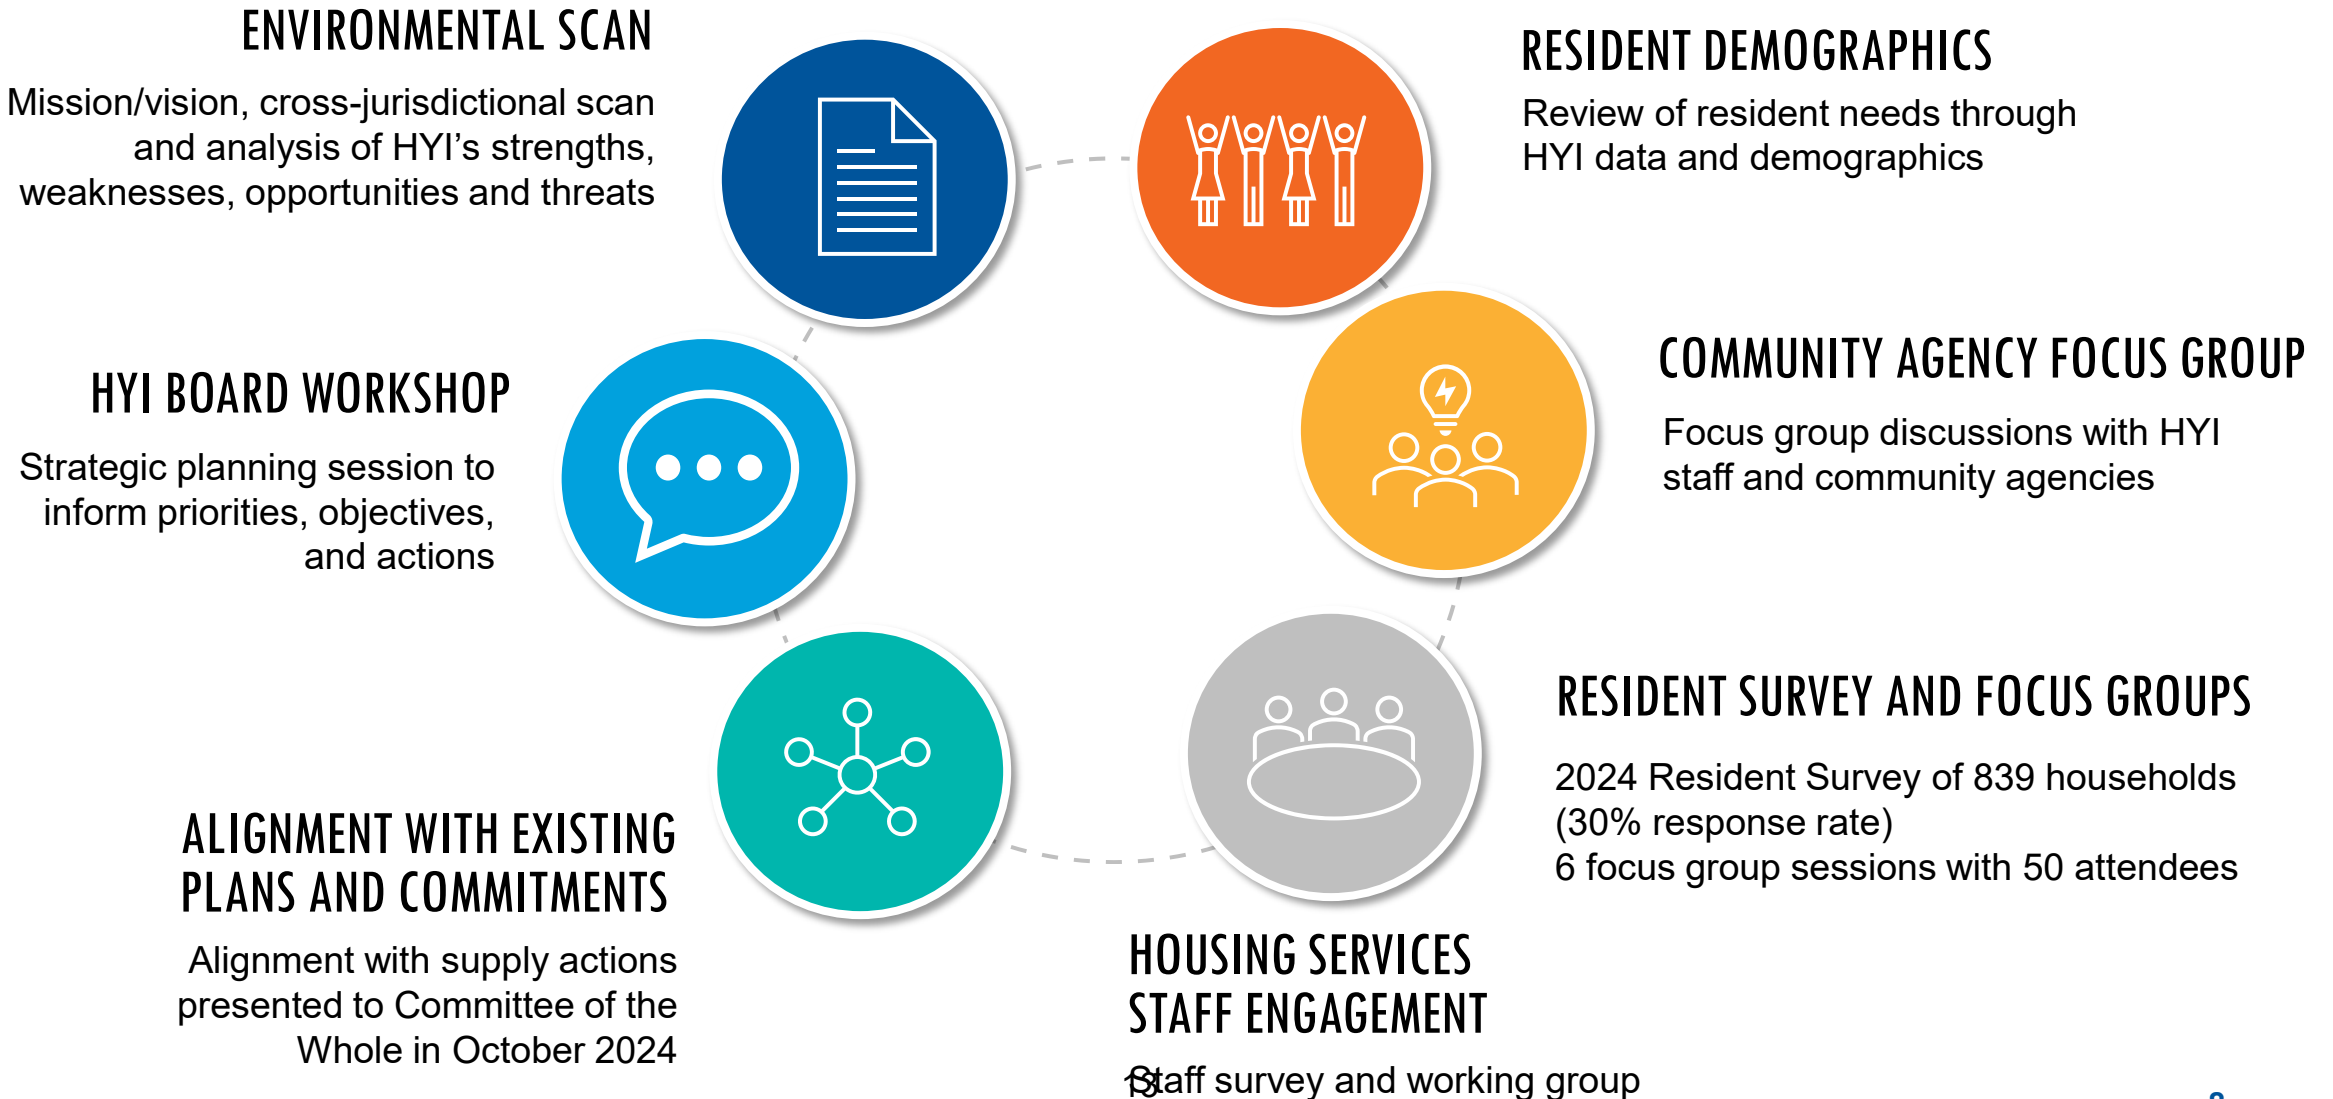 ENVIRONMENTAL SCAN
Mission/vision, cross-jurisdictional scan
and analysis of HYI’s strengths,
weaknesses, opportunities and threats
RESIDENT DEMOGRAPHICS
Review of resident needs through
HYI data and demographics
HYI BOARD WORKSHOP
Strategic planning session to
inform priorities, objectives,
and actions
COMMUNITY AGENCY FOCUS GROUP
Focus group discussions with HYI
staff and community agencies
RESIDENT SURVEY AND FOCUS GROUPS
2024 Resident Survey of 839 households
(30% response rate)
6 focus group sessions with 50 attendees
ALIGNMENT WITH EXISTING
PLANS AND COMMITMENTS
Alignment with supply actions
presented to Committee of the
Whole in October 2024
HOUSING SERVICES
STAFF ENGAGEMENT
Staff survey and working group